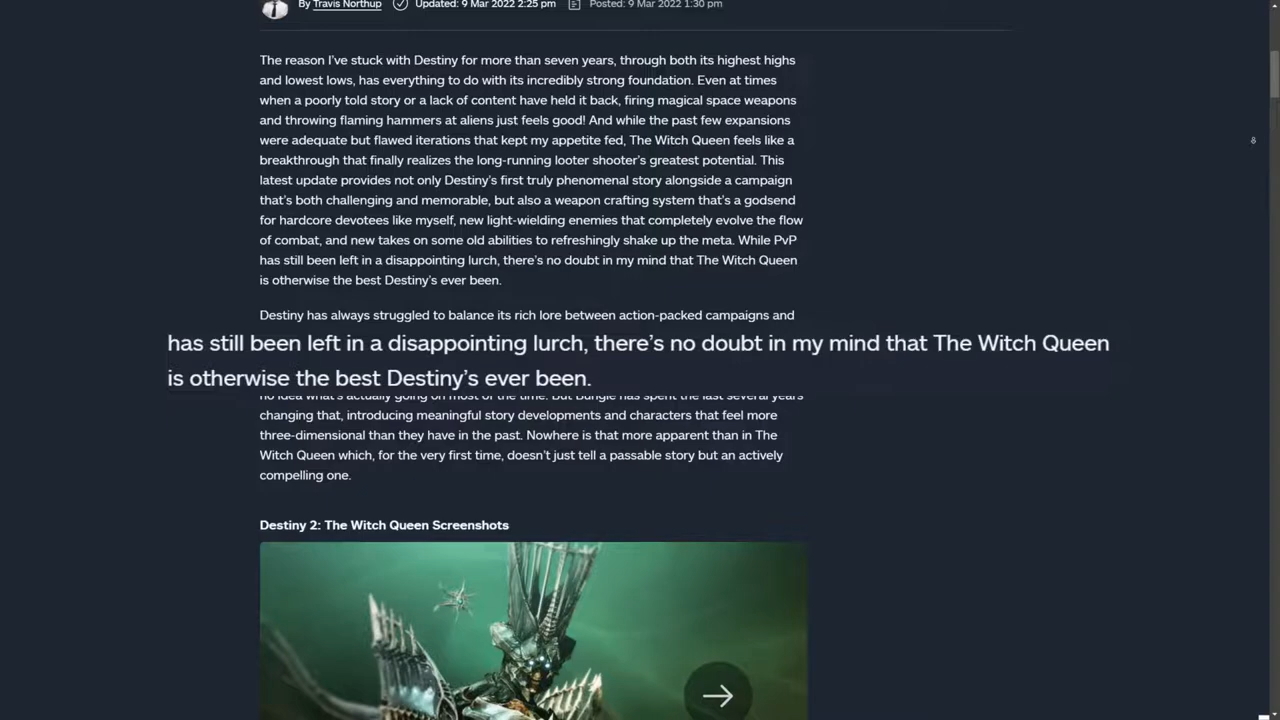 By Travis Northup Updated: 9 Mar 2022 2:25 pm Posted: 9 Mar 2022 1:30 pm
The reason I've stuck with Destiny for more than seven years, through both its highest highs
and lowest lows, has everything to do with its incredibly strong foundation. Even at times
when a poorly told story or a lack of content have held it back, firing magical space weapons
and throwing flaming hammers at aliens just feels good! And while the past few expansions
were adequate but flawed iterations that kept my appetite fed, The Witch Queen feels like a
breakthrough that finally realizes the long-running looter shooter's greatest potential. This
latest update provides not only Destiny's first truly phenomenal story alongside a campaign
that's both challenging and memorable, but also a weapon crafting system that's a godsend
for hardcore devotees like myself, new light-wielding enemies that completely evolve the flow
of combat, and new takes on some old abilities to refreshingly shake up the meta. While PvP
has still been left in a disappointing lurch, there's no doubt in my mind that The Witch Queen
is otherwise the best Destiny's ever been.
Destiny has always struggled to balance its rich lore between action-packed campaigns and
has still been left in a disappointing lurch, there's no doubt in my mind that The Witch Queen
is otherwise the best Destiny's ever been.
no idea what's actually going on most of the time. But Bungie has spent the last several years
changing that, introducing meaningful story developments and characters that feel more
three-dimensional than they have in the past. Nowhere is that more apparent than in The
Witch Queen which, for the very first time, doesn't just tell a passable story but an actively
compelling one.
Destiny 2: The Witch Queen Screenshots